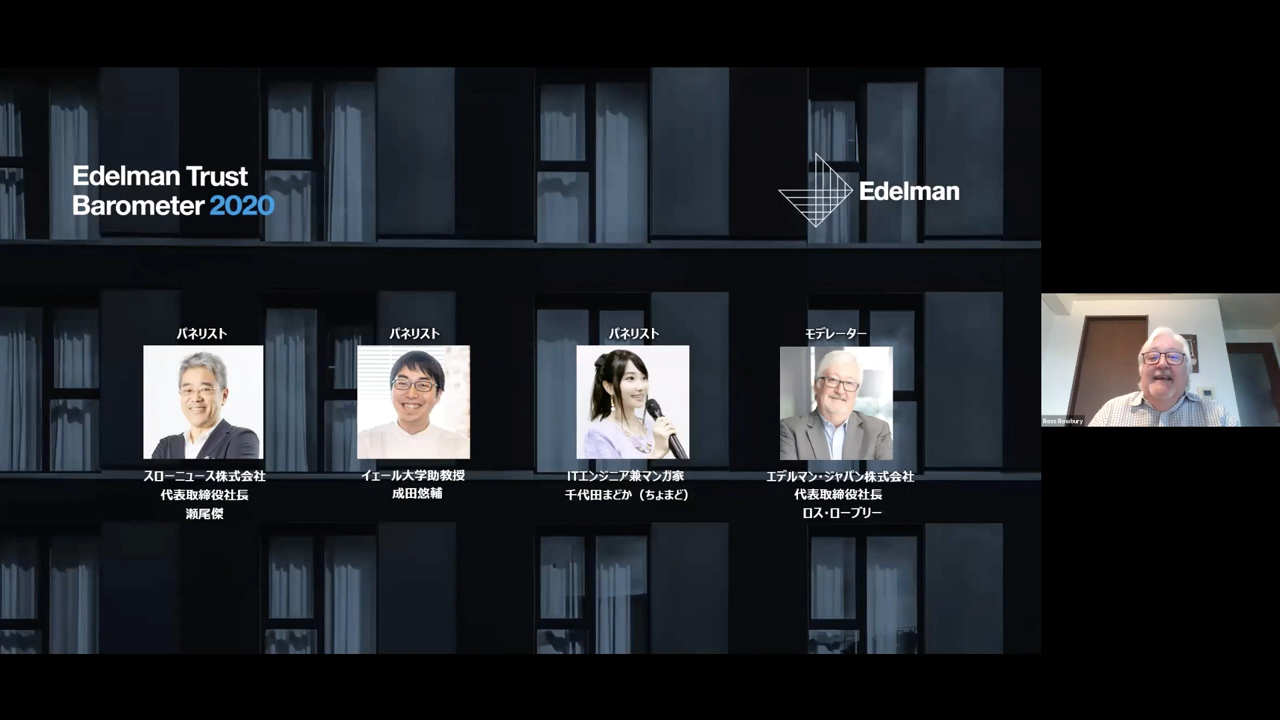 Edelman Trust
Barometer 2020
Edelman
パネリスト
スローニュース株式会社
代表取締役社長
瀬尾傑
パネリスト
イェール大学助教授
成田悠輔
パネリスト
ITエンジニア兼マンガ家
千代田まどか（ちょまど）
モデレーター
エデルマン・ジャパン株式会社
代表取締役社長
ロス・ローブリー
Ross Rowbury